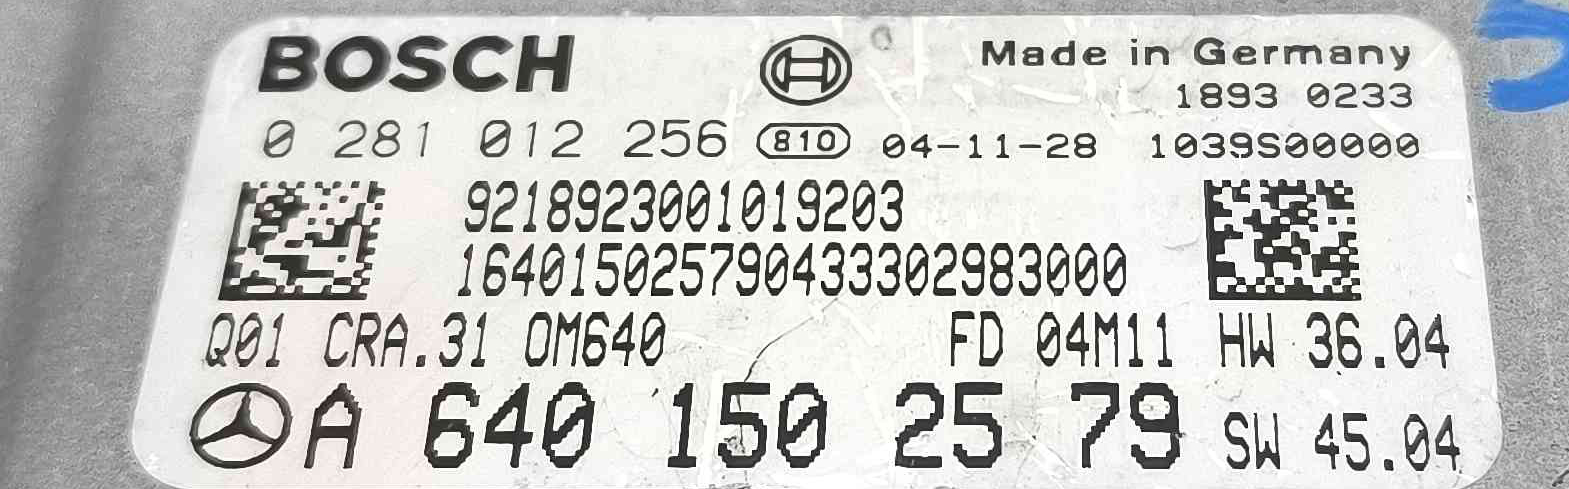 BOSCH Made in Germany
1893 0233
0 281 012 256 810 04-11-28 1039S00000
9218923001019203
1640150257904333302983000
Q01 CRA.31 OM640 FD 04M11 HW 36.04
A 640 150 25 79 SW 45.04